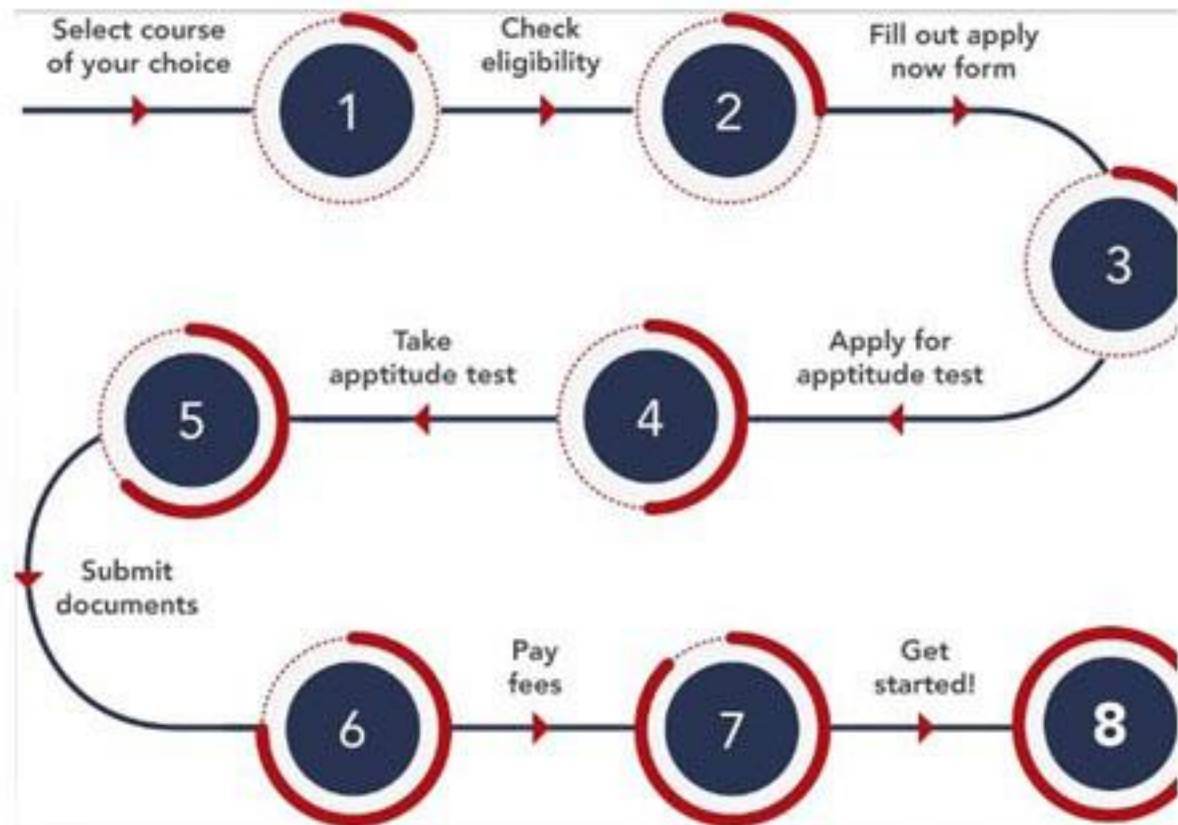 Select course
of your choice
1
Check
eligibility
2
Fill out apply
now form
3
Apply for
apptitude test
4
Take
apptitude test
5
Submit
documents
6
Pay
fees
7
Get
started!
8